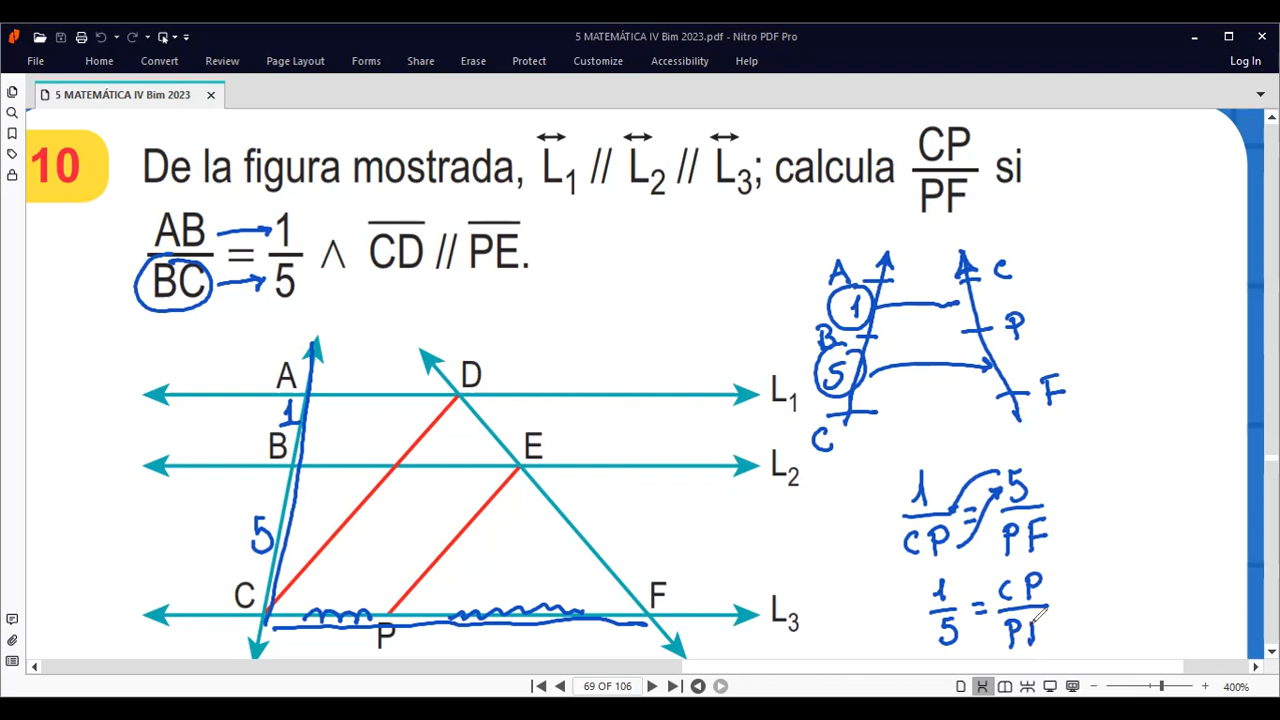 5 MATEMÁTICA IV Bim 2023.pdf - Nitro PDF Pro
File Home Convert Review Page Layout Forms Share Erase Protect Customize Accessibility Help Log In
5 MATEMÁTICA IV Bim 2023
10 De la figura mostrada, L1 // L2 // L3; calcula CP/PF si
AB/BC = 1/5 ∧ CD // PE.
A C
1
B P
5 F
C
A D L1
1
B E L2
5
C F L3
P
1/CP = 5/PF
1/5 = CP/PF
69 OF 106
400%